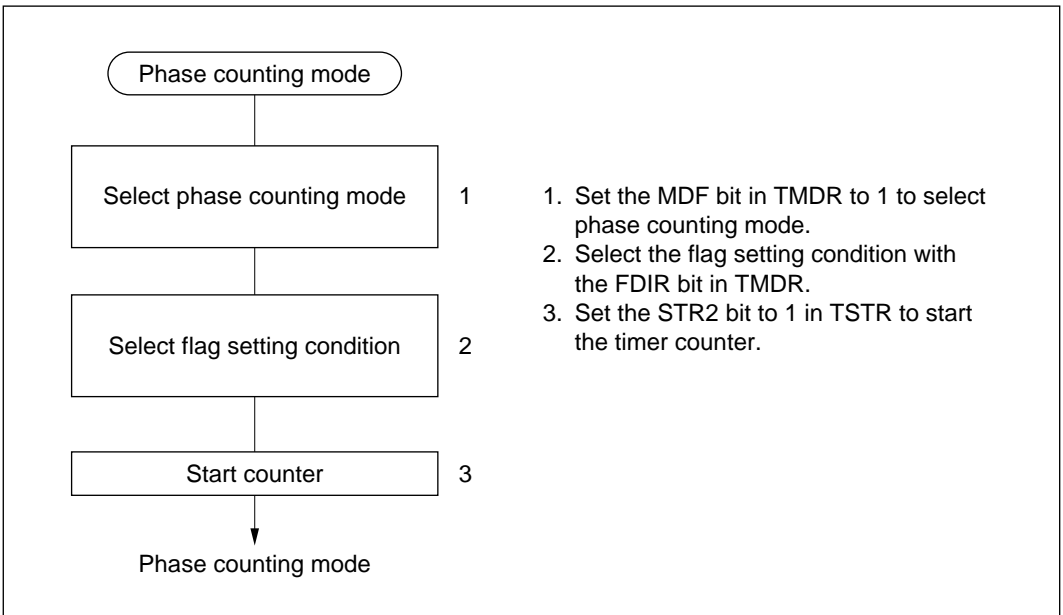 Phase counting mode
Select phase counting mode
1
Select flag setting condition
2
Start counter
3
Phase counting mode
1. Set the MDF bit in TMDR to 1 to select
phase counting mode.
2. Select the flag setting condition with
the FDIR bit in TMDR.
3. Set the STR2 bit to 1 in TSTR to start
the timer counter.